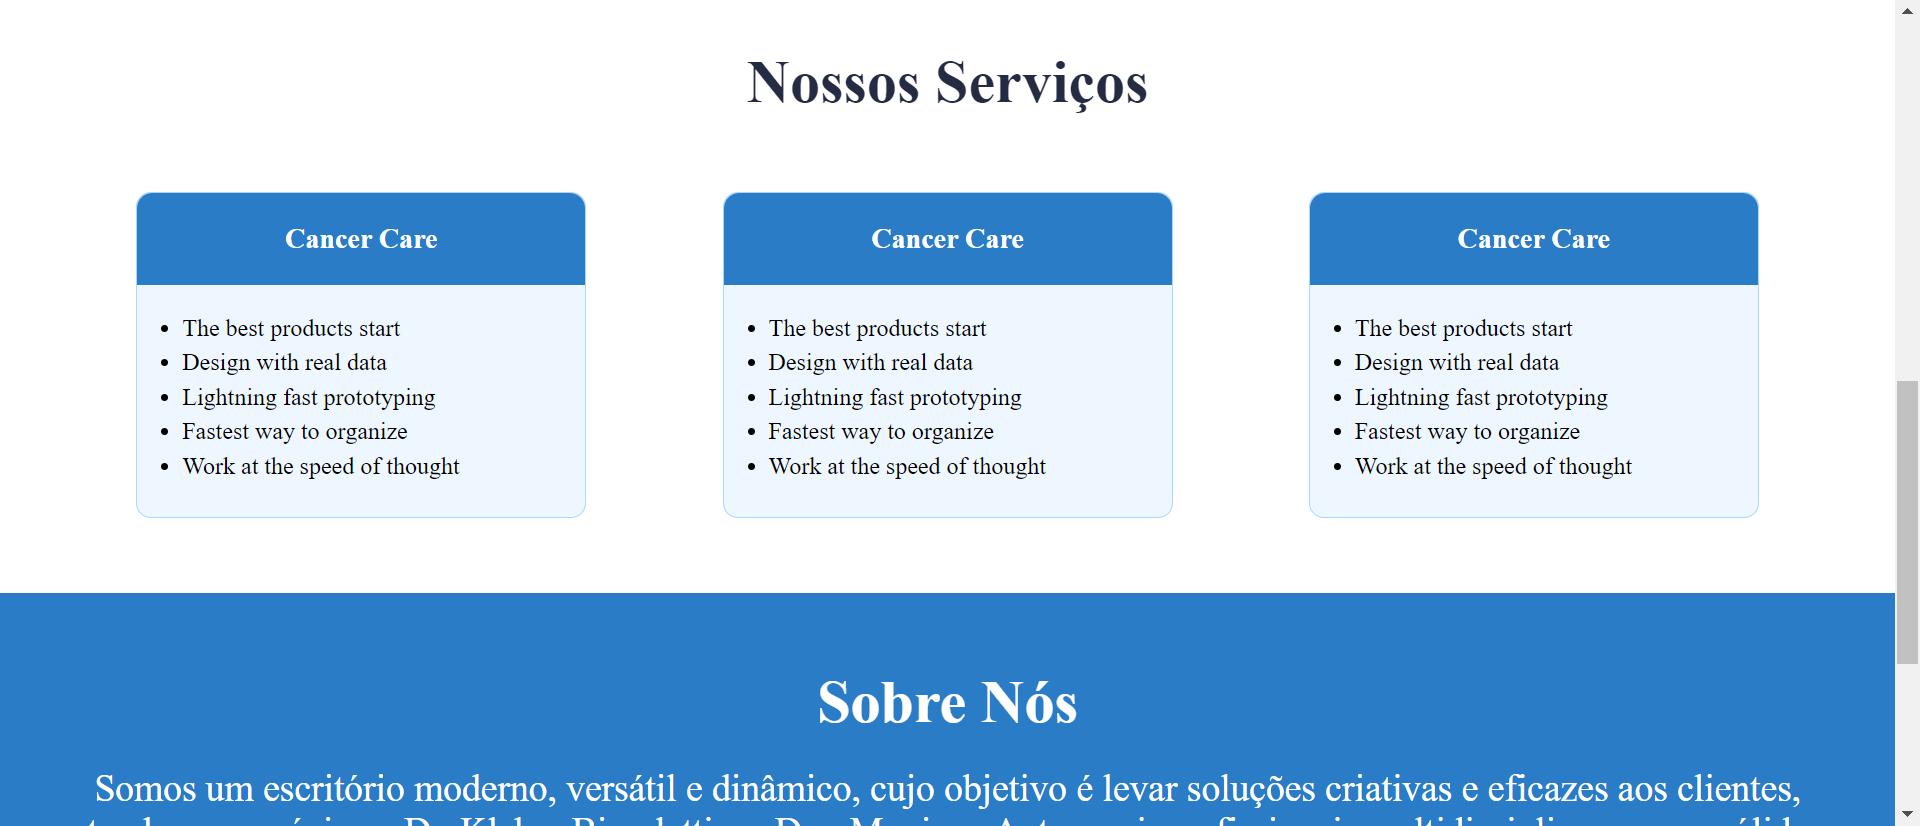 Nossos Serviços
Cancer Care
• The best products start
• Design with real data
• Lightning fast prototyping
• Fastest way to organize
• Work at the speed of thought
Cancer Care
• The best products start
• Design with real data
• Lightning fast prototyping
• Fastest way to organize
• Work at the speed of thought
Cancer Care
• The best products start
• Design with real data
• Lightning fast prototyping
• Fastest way to organize
• Work at the speed of thought
Sobre Nós
Somos um escritório moderno, versátil e dinâmico, cujo objetivo é levar soluções criativas e eficazes aos clientes,